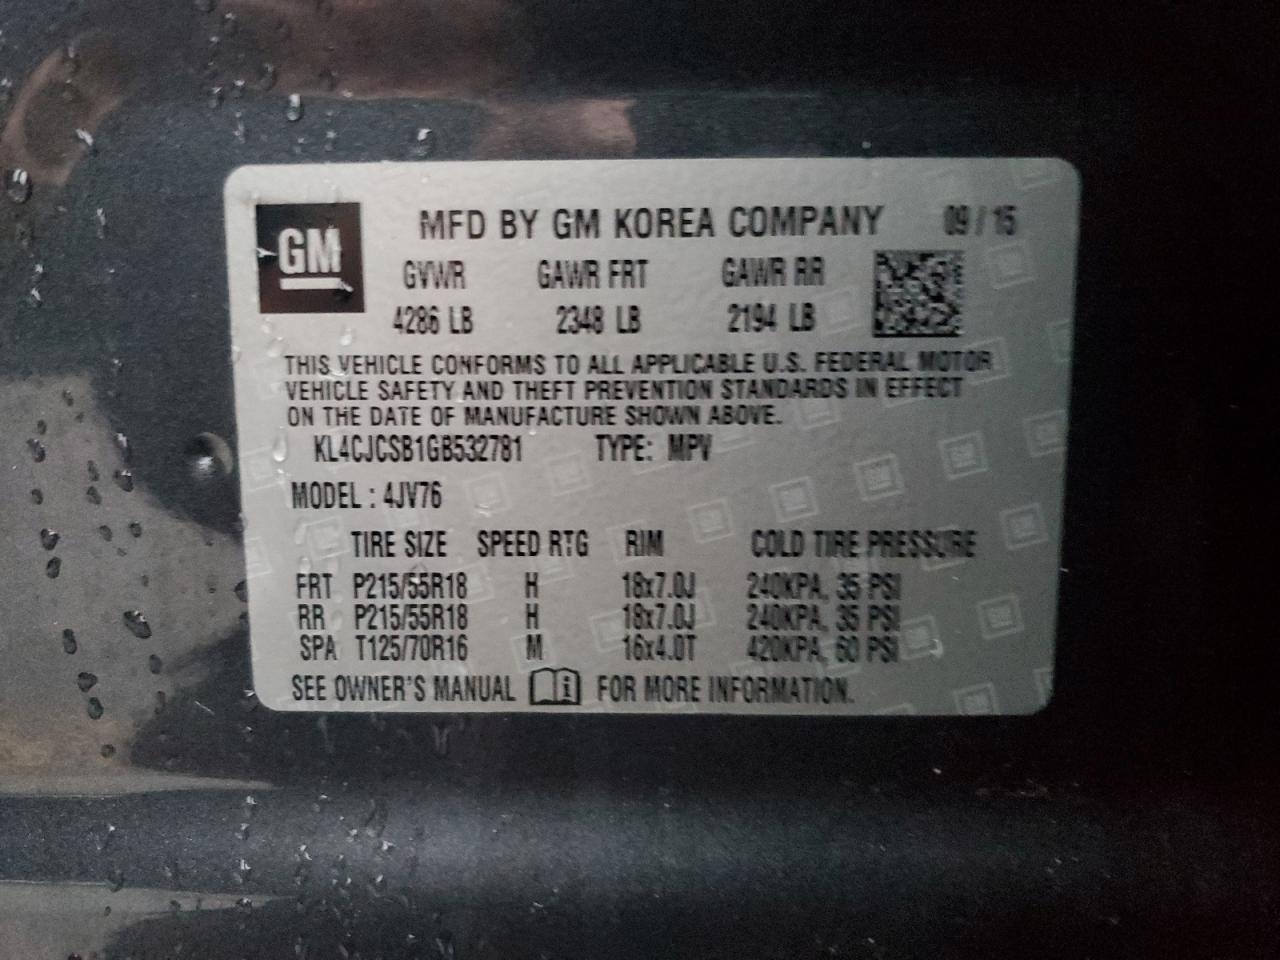 GM
MFD BY GM KOREA COMPANY 09 / 15
GVWR GAWR FRT GAWR RR
4286 LB 2348 LB 2194 LB
THIS VEHICLE CONFORMS TO ALL APPLICABLE U.S. FEDERAL MOTOR
VEHICLE SAFETY AND THEFT PREVENTION STANDARDS IN EFFECT
ON THE DATE OF MANUFACTURE SHOWN ABOVE.
KL4CJCSB1GB532781 TYPE: MPV
MODEL : 4JV76
TIRE SIZE SPEED RTG RIM COLD TIRE PRESSURE
FRT P215/55R18 H 18x7.0J 240KPA, 35 PSI
RR P215/55R18 H 18x7.0J 240KPA, 35 PSI
SPA T125/70R16 M 16x4.0T 420KPA, 60 PSI
SEE OWNER'S MANUAL i FOR MORE INFORMATION.